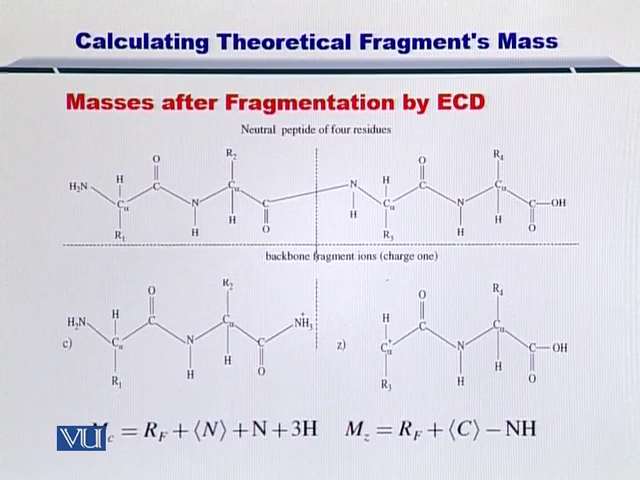 Calculating Theoretical Fragment's Mass
Masses after Fragmentation by ECD
Neutral peptide of four residues
H₂N H R₁ Cα O C N H R₂ Cα H C O N H H Cα R₃ O C N H R₄ Cα H C O OH
backbone fragment ions (charge one)
c) H₂N H Cα R₁ O C N H R₂ Cα H C O N⁺H₃
z) H Cα⁺ R₃ O C N H R₄ Cα H C O OH
VU
M_c = R_F + ⟨N⟩ + N + 3H
M_z = R_F + ⟨C⟩ − NH